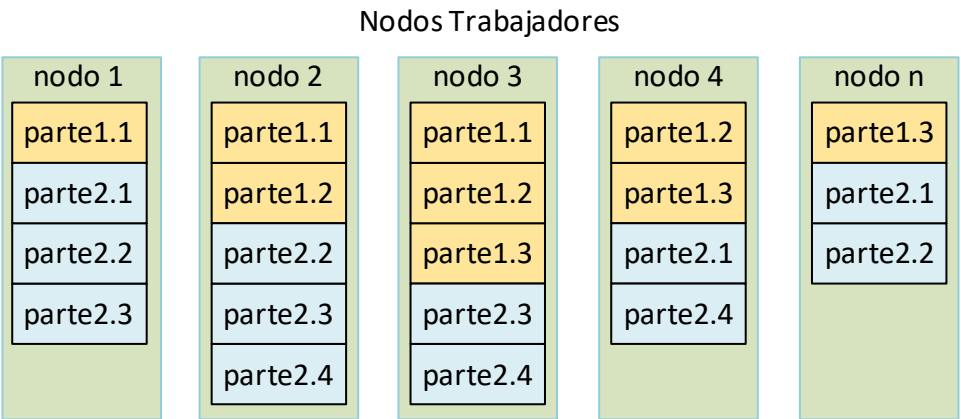 Nodos Trabajadores
nodo 1
parte1.1
parte2.1
parte2.2
parte2.3
nodo 2
parte1.1
parte1.2
parte2.2
parte2.3
parte2.4
nodo 3
parte1.1
parte1.2
parte1.3
parte2.3
parte2.4
nodo 4
parte1.2
parte1.3
parte2.1
parte2.4
nodo n
parte1.3
parte2.1
parte2.2